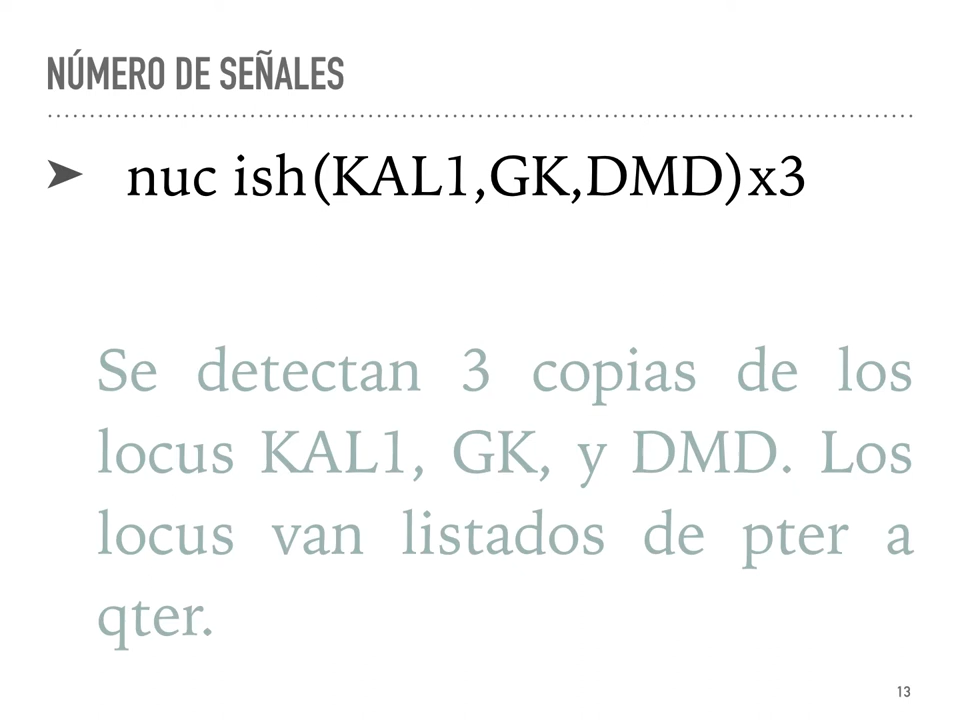 NÚMERO DE SEÑALES
➤ nuc ish(KAL1,GK,DMD)x3
Se detectan 3 copias de los
locus KAL1, GK, y DMD. Los
locus van listados de pter a
qter.
13